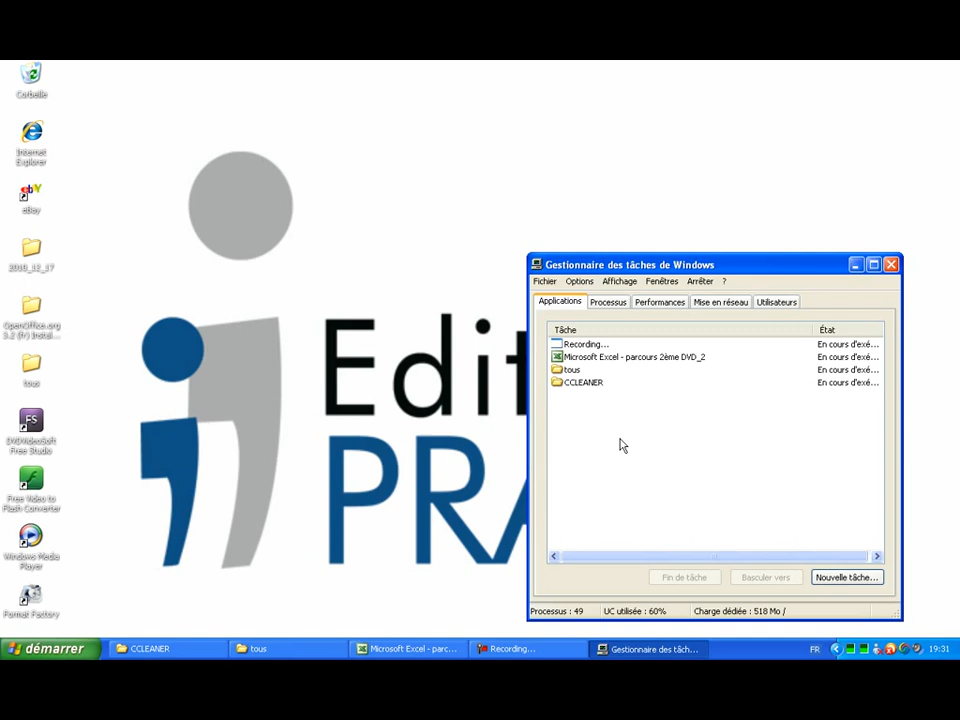 Corbeille
Internet
Explorer
eBay
2010_12_17
OpenOffice.org
3.2 (fr) Instal...
tous
FS
DVDVideoSoft
Free Studio
Free Video to
Flash Converter
Windows Media
Player
Format Factory
Edit
PRA
Gestionnaire des tâches de Windows
Fichier Options Affichage Fenêtres Arrêter ?
Applications Processus Performances Mise en réseau Utilisateurs
Tâche État
Recording... En cours d'exé...
Microsoft Excel - parcours 2ème DVD_2 En cours d'exé...
tous En cours d'exé...
CCLEANER En cours d'exé...
Fin de tâche Basculer vers Nouvelle tâche...
Processus : 49 UC utilisée : 60% Charge dédiée : 518 Mo /
démarrer CCLEANER tous Microsoft Excel - parc... Recording... Gestionnaire des tâch... FR 19:31